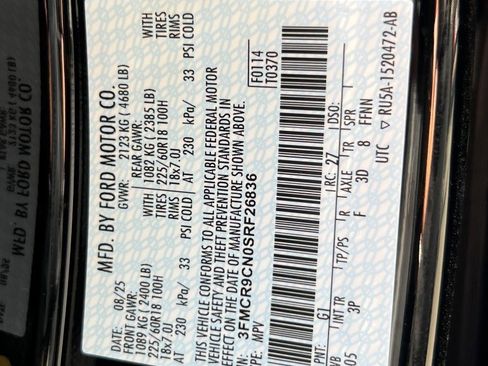 MFD. BY FORD MOTOR CO.
DATE: 08/25 GVWR: 2123 KG ( 4680 LB)
FRONT GAWR: REAR GAWR:
1089 KG ( 2400 LB) WITH 1082 KG ( 2385 LB) WITH
225/60R18 100H TIRES 225/60R18 100H TIRES
18x7.0J RIMS 18x7.0J RIMS
AT 230 kPa/ 33 PSI COLD AT 230 kPa/ 33 PSI COLD
THIS VEHICLE CONFORMS TO ALL APPLICABLE FEDERAL MOTOR
VEHICLE SAFETY AND THEFT PREVENTION STANDARDS IN
EFFECT ON THE DATE OF MANUFACTURE SHOWN ABOVE.
VIN: 3FMCR9CN0SRF26836 F0114
TYPE: MPV T0370
PNT: G1 RC: 27 DSO:
WB INT TR TP/PS R AXLE TR SPR
05 3P F 3D 8 FFNN
UTC ▽ RUSA-1520472-AB